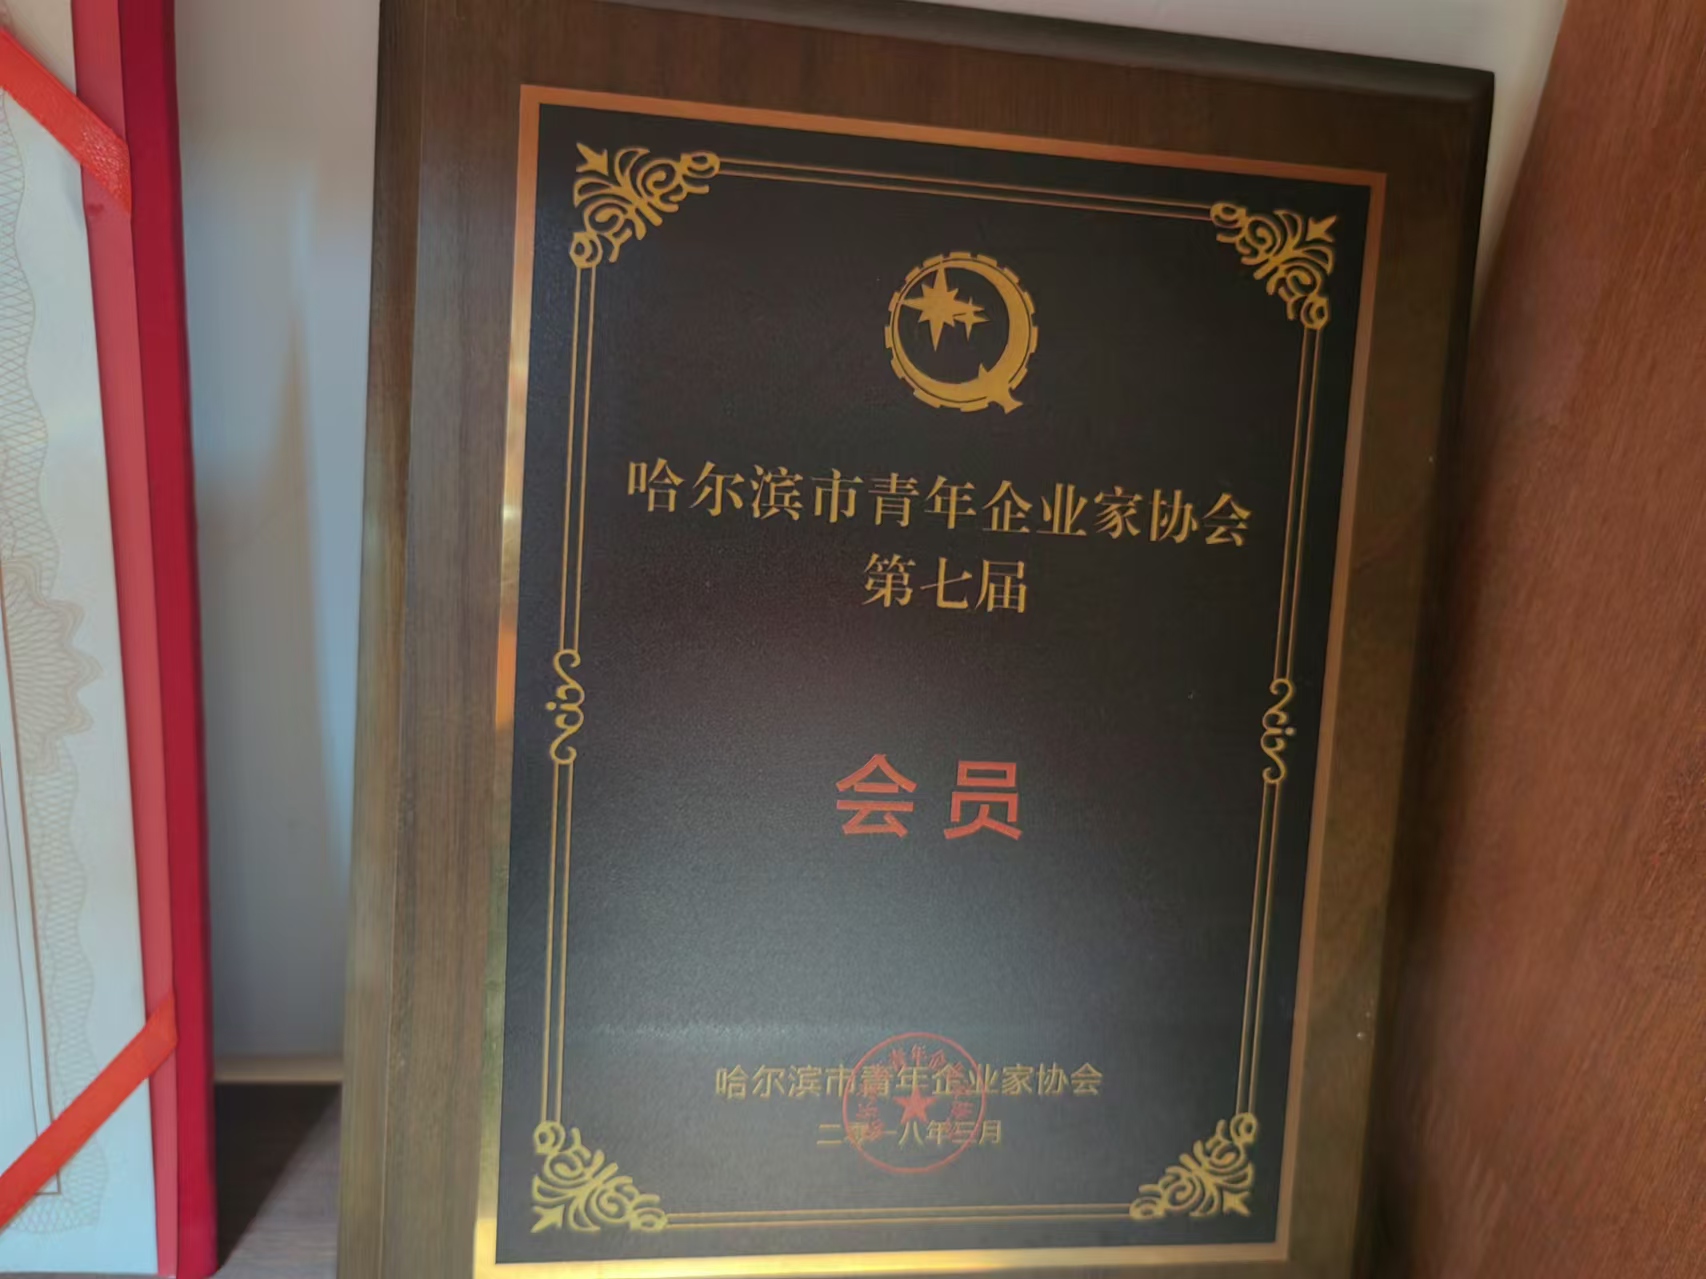 哈尔滨市青年企业家协会
第七届
会员
哈尔滨市青年企业家协会
二零一八年三月